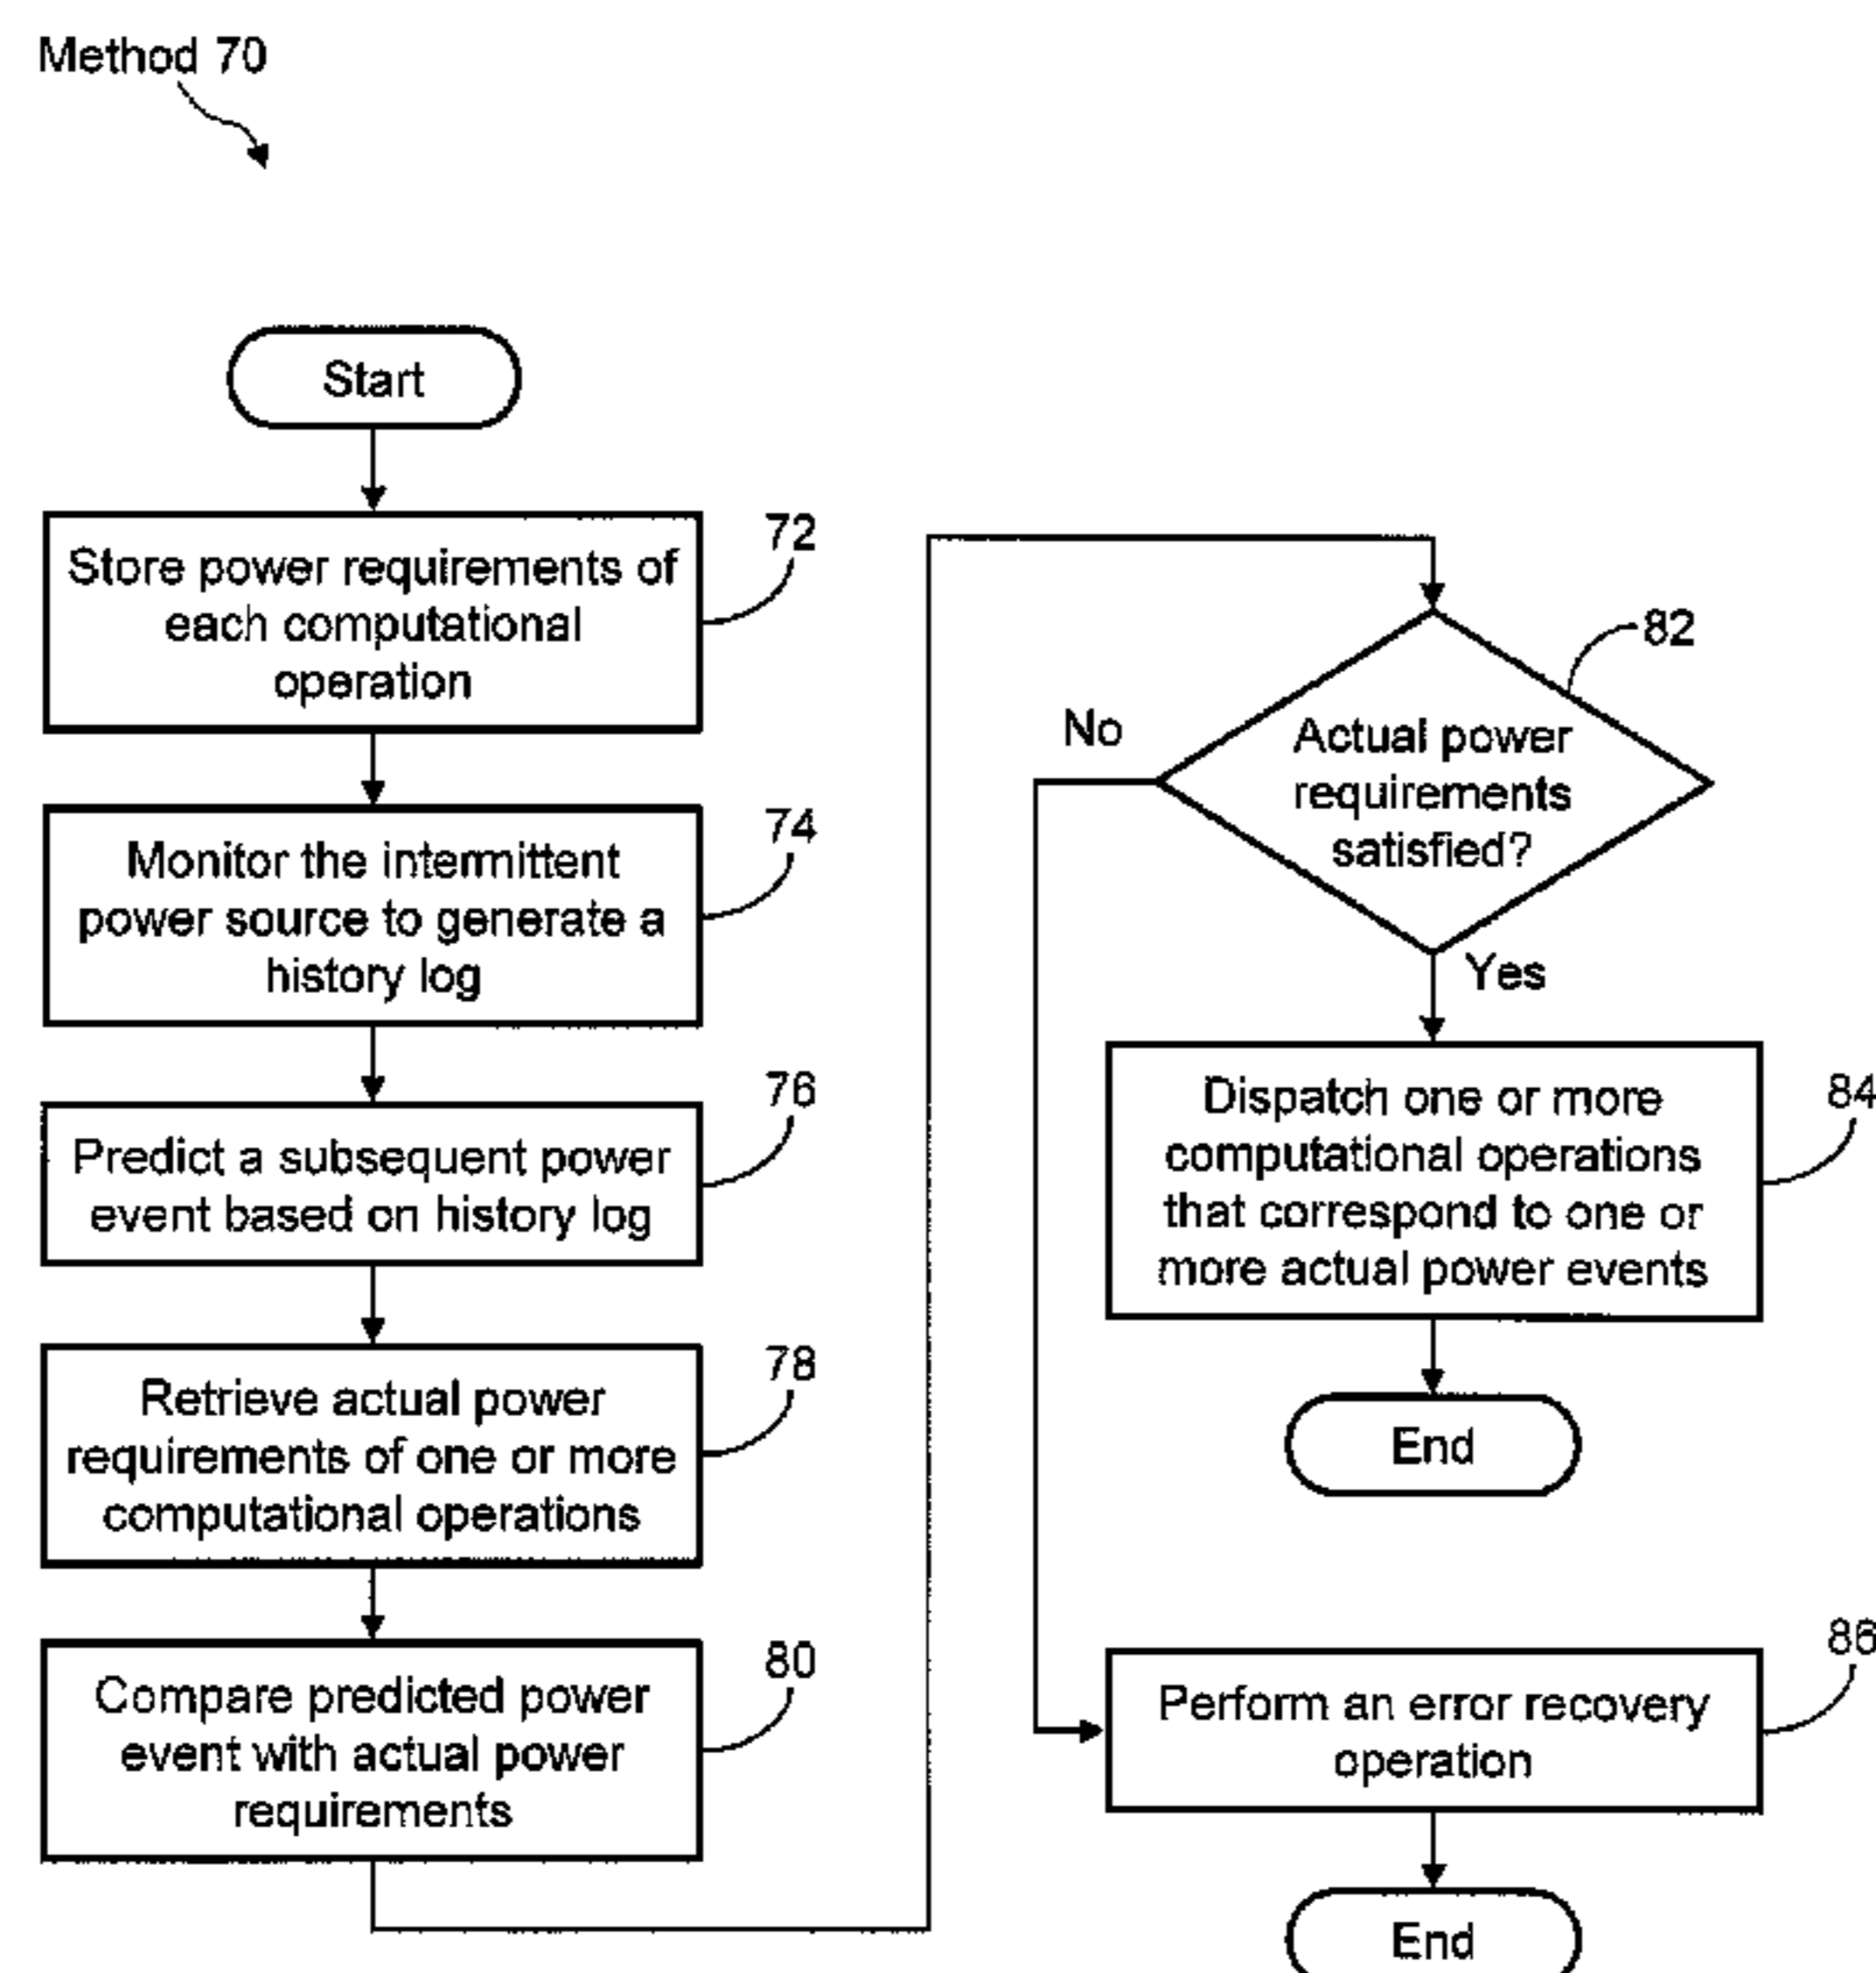 Method 70
Start
Store power requirements of
each computational
operation
72
Monitor the intermittent
power source to generate a
history log
74
Predict a subsequent power
event based on history log
76
Retrieve actual power
requirements of one or more
computational operations
78
Compare predicted power
event with actual power
requirements
80
Actual power
requirements
satisfied?
82
No
Yes
Dispatch one or more
computational operations
that correspond to one or
more actual power events
84
End
Perform an error recovery
operation
86
End